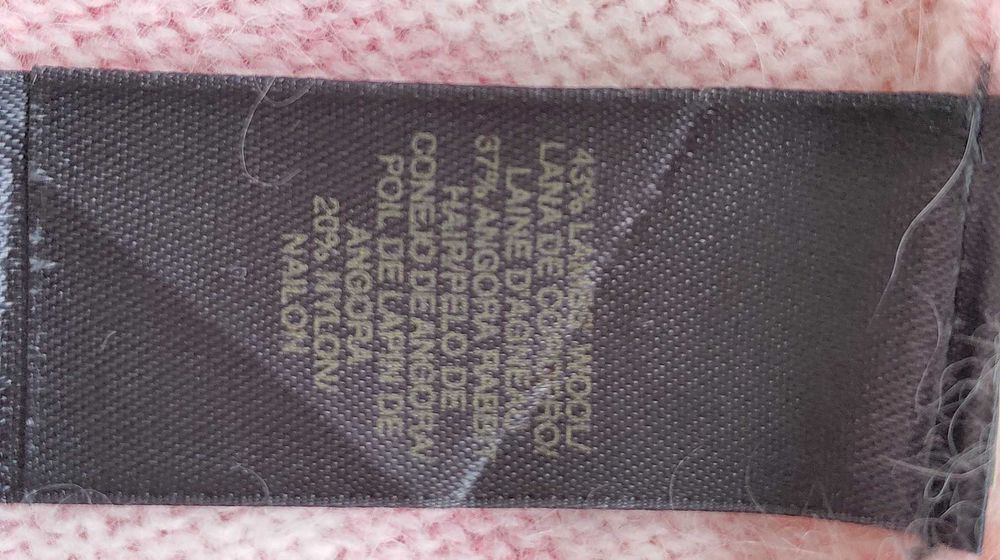 43% LAMBS WOOL/
LANA DE CORDERO/
LAINE D'AGNEAU
37% ANGORA RABBIT
HAIR/PELO DE
CONEJO DE ANGORA/
POIL DE LAPIN DE
ANGORA
20% NYLON/
NAILON